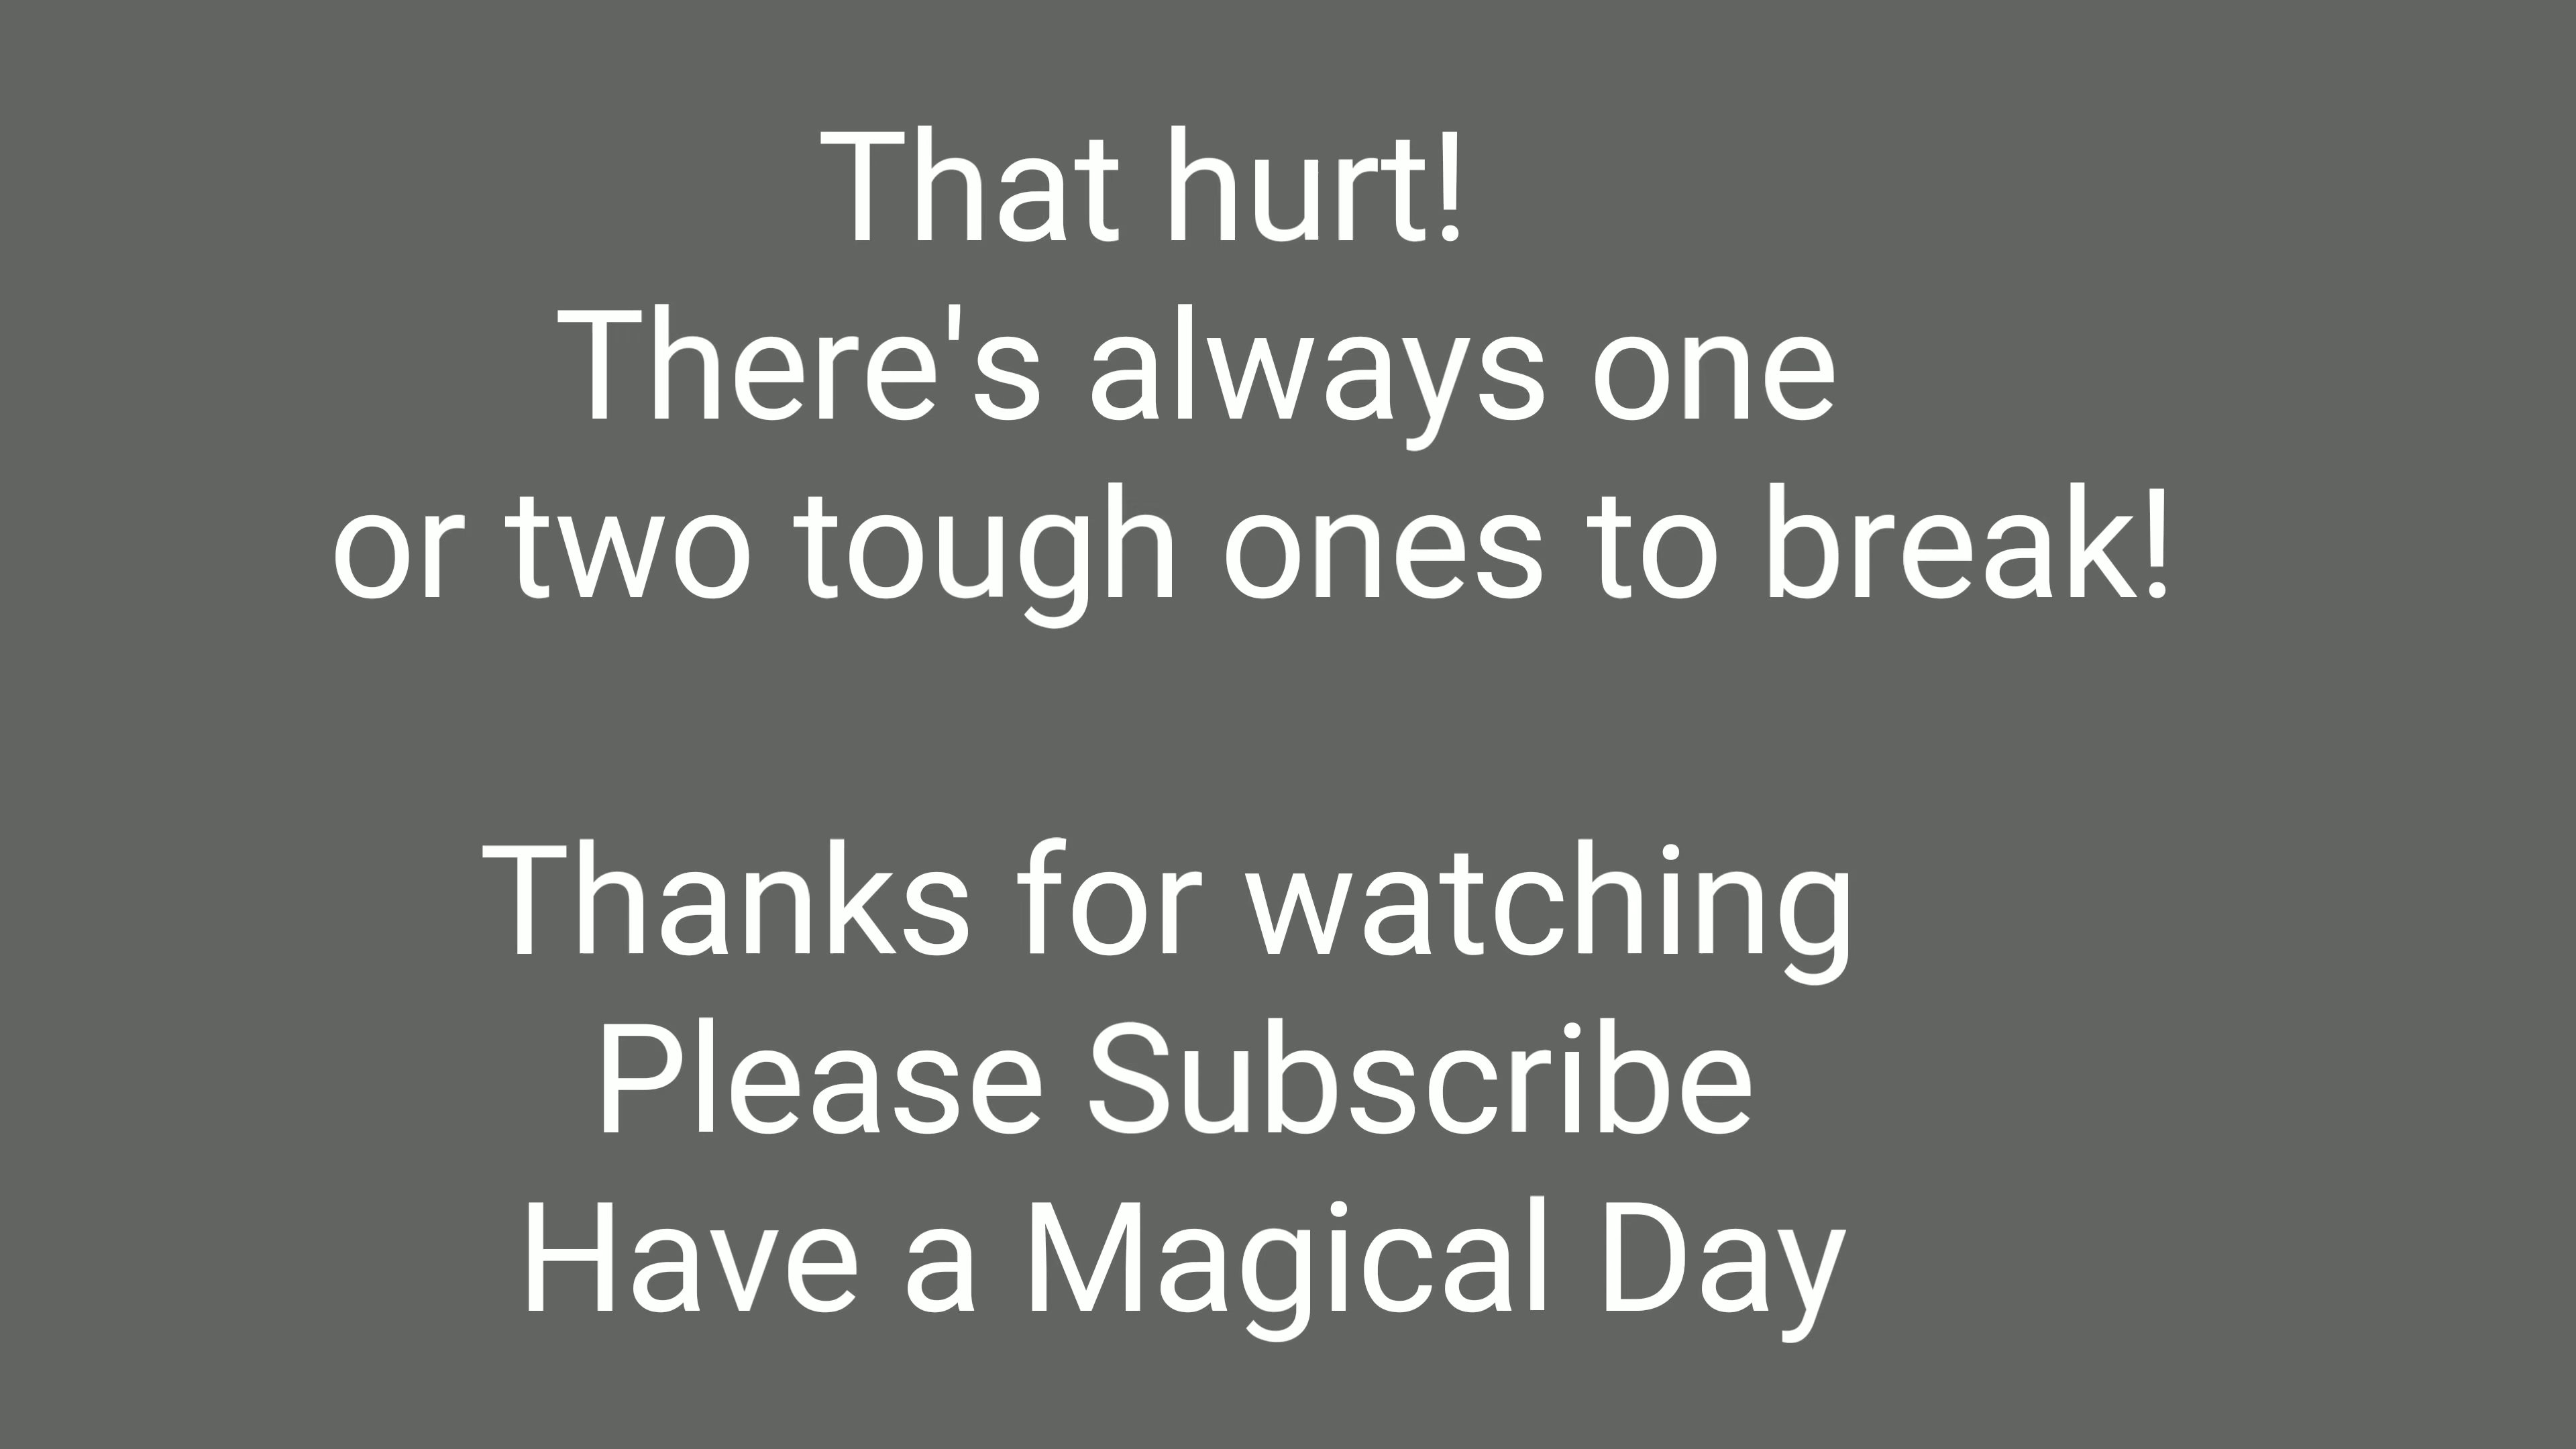 That hurt!
There's always one
or two tough ones to break!
Thanks for watching
Please Subscribe
Have a Magical Day